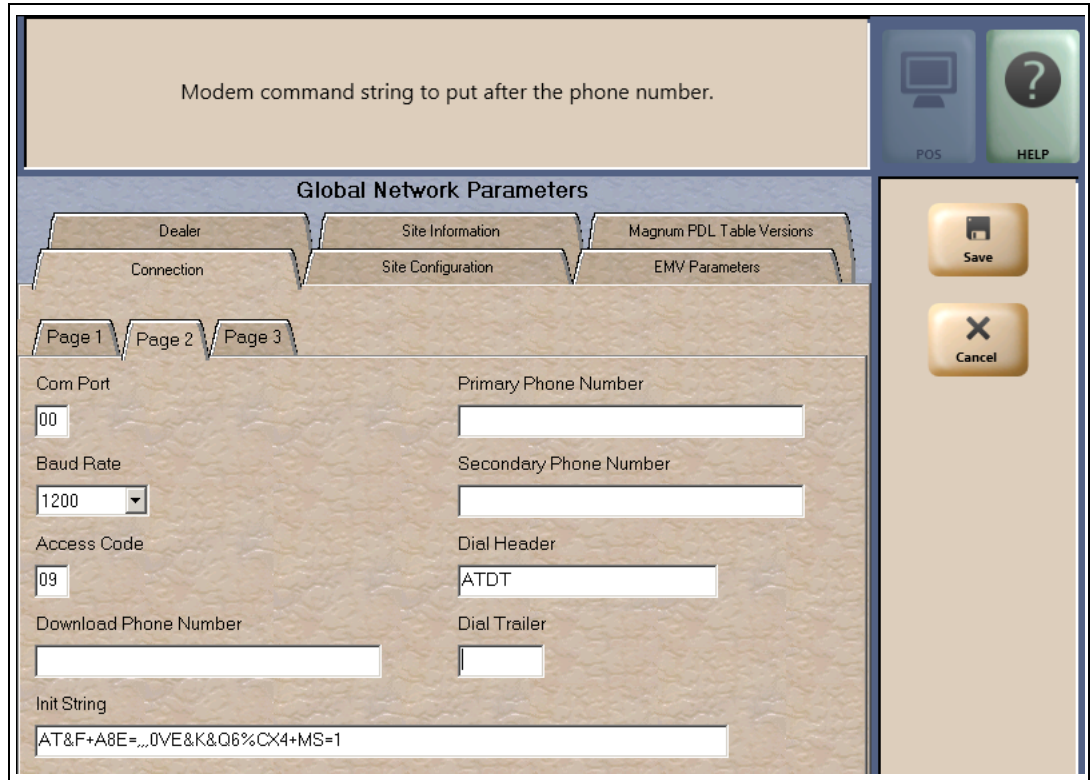 Modem command string to put after the phone number.
POS
HELP
Global Network Parameters
Dealer
Site Information
Magnum PDL Table Versions
Connection
Site Configuration
EMV Parameters
Save
Cancel
Page 1
Page 2
Page 3
Com Port
00
Primary Phone Number
Baud Rate
1200
Secondary Phone Number
Access Code
09
Dial Header
ATDT
Download Phone Number
Dial Trailer
Init String
AT&F+A8E=,,,0VE&K&Q6%CX4+MS=1